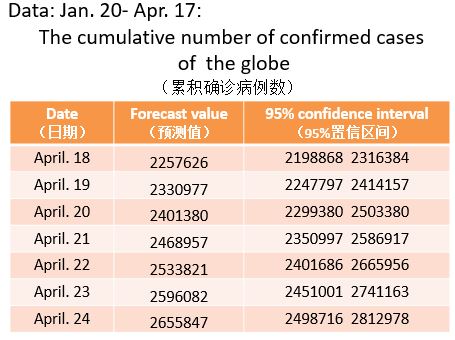 Data: Jan. 20- Apr. 17:
The cumulative number of confirmed cases
of the globe
（累积确诊病例数）
Date Forecast value 95% confidence interval
（日期） （预测值） （95%置信区间）
April. 18 2257626 2198868 2316384
April. 19 2330977 2247797 2414157
April. 20 2401380 2299380 2503380
April. 21 2468957 2350997 2586917
April. 22 2533821 2401686 2665956
April. 23 2596082 2451001 2741163
April. 24 2655847 2498716 2812978